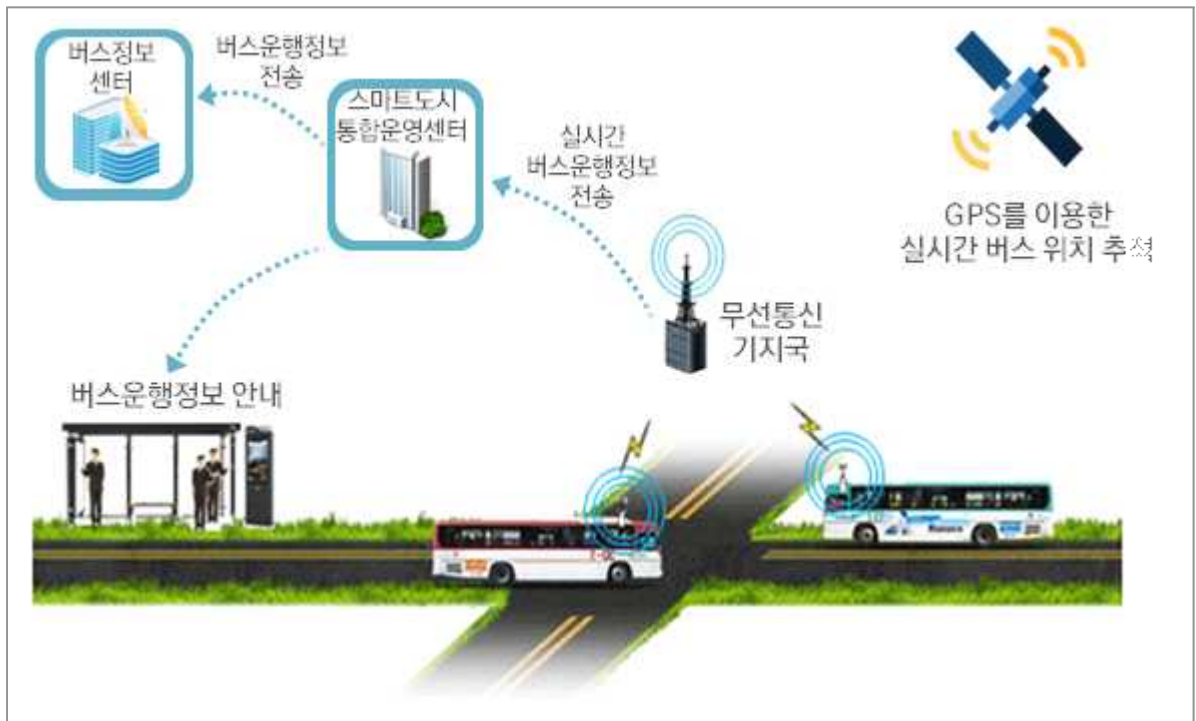 버스정보
센터
버스운행정보
전송
스마트도시
통합운영센터
실시간
버스운행정보
전송
GPS를 이용한
실시간 버스 위치 추적
무선통신
기지국
버스운행정보 안내